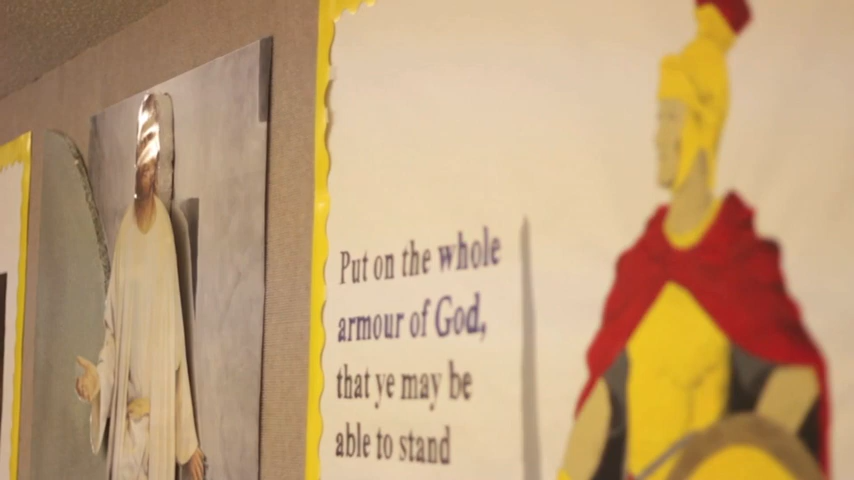 Put on the whole
armour of God,
that ye may be
able to stand